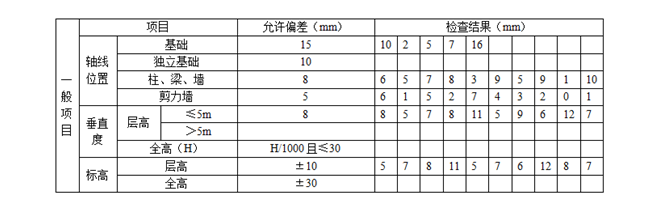 项目 允许偏差（mm） 检查结果（mm）
一般项目
轴线位置
基础 15 10 2 5 7 16
独立基础 10
柱、梁、墙 8 6 5 7 8 3 9 5 9 1 10
剪力墙 5 6 1 5 2 7 4 3 2 0 1
垂直度
层高 ≤5m 8 8 5 7 8 11 5 9 6 12 7
＞5m
全高（H） H/1000 且≤30
标高
层高 ±10 5 7 8 11 5 7 6 12 8 7
全高 ±30